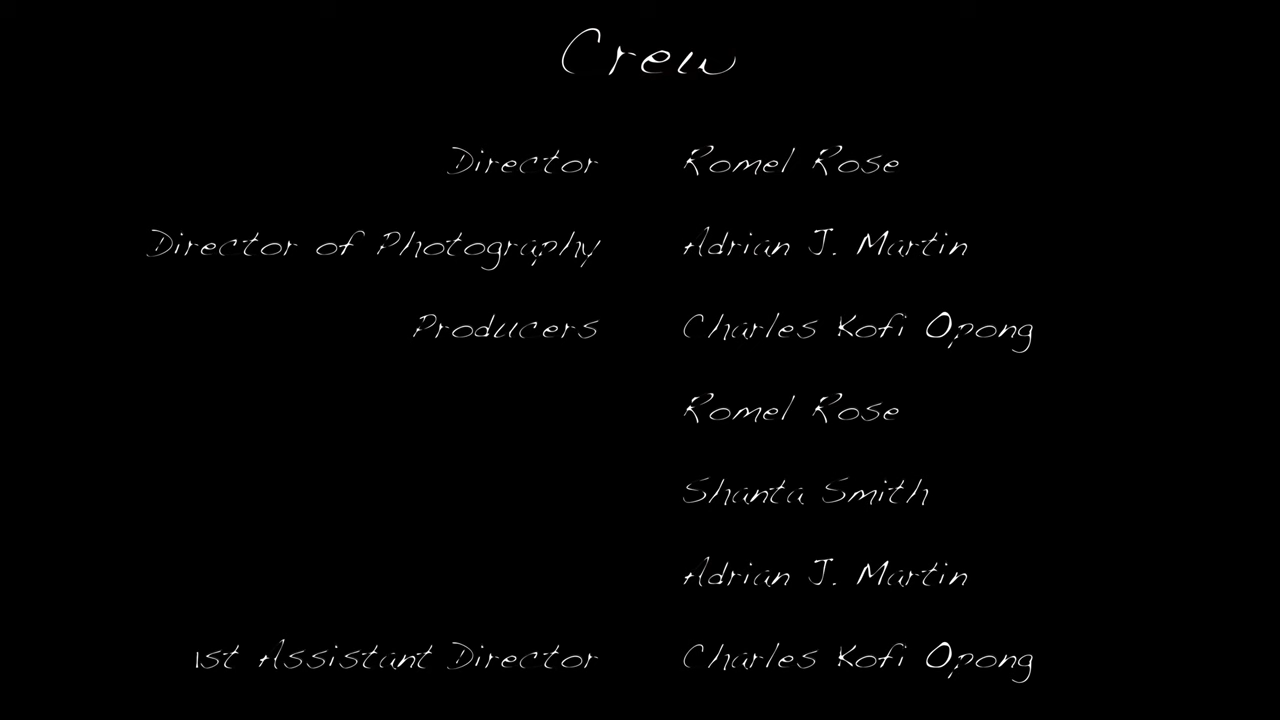 Crew
Director Romel Rose
Director of Photography Adrian J. Martin
Producers Charles Kofi Opong
Romel Rose
Shanta Smith
Adrian J. Martin
1st Assistant Director Charles Kofi Opong